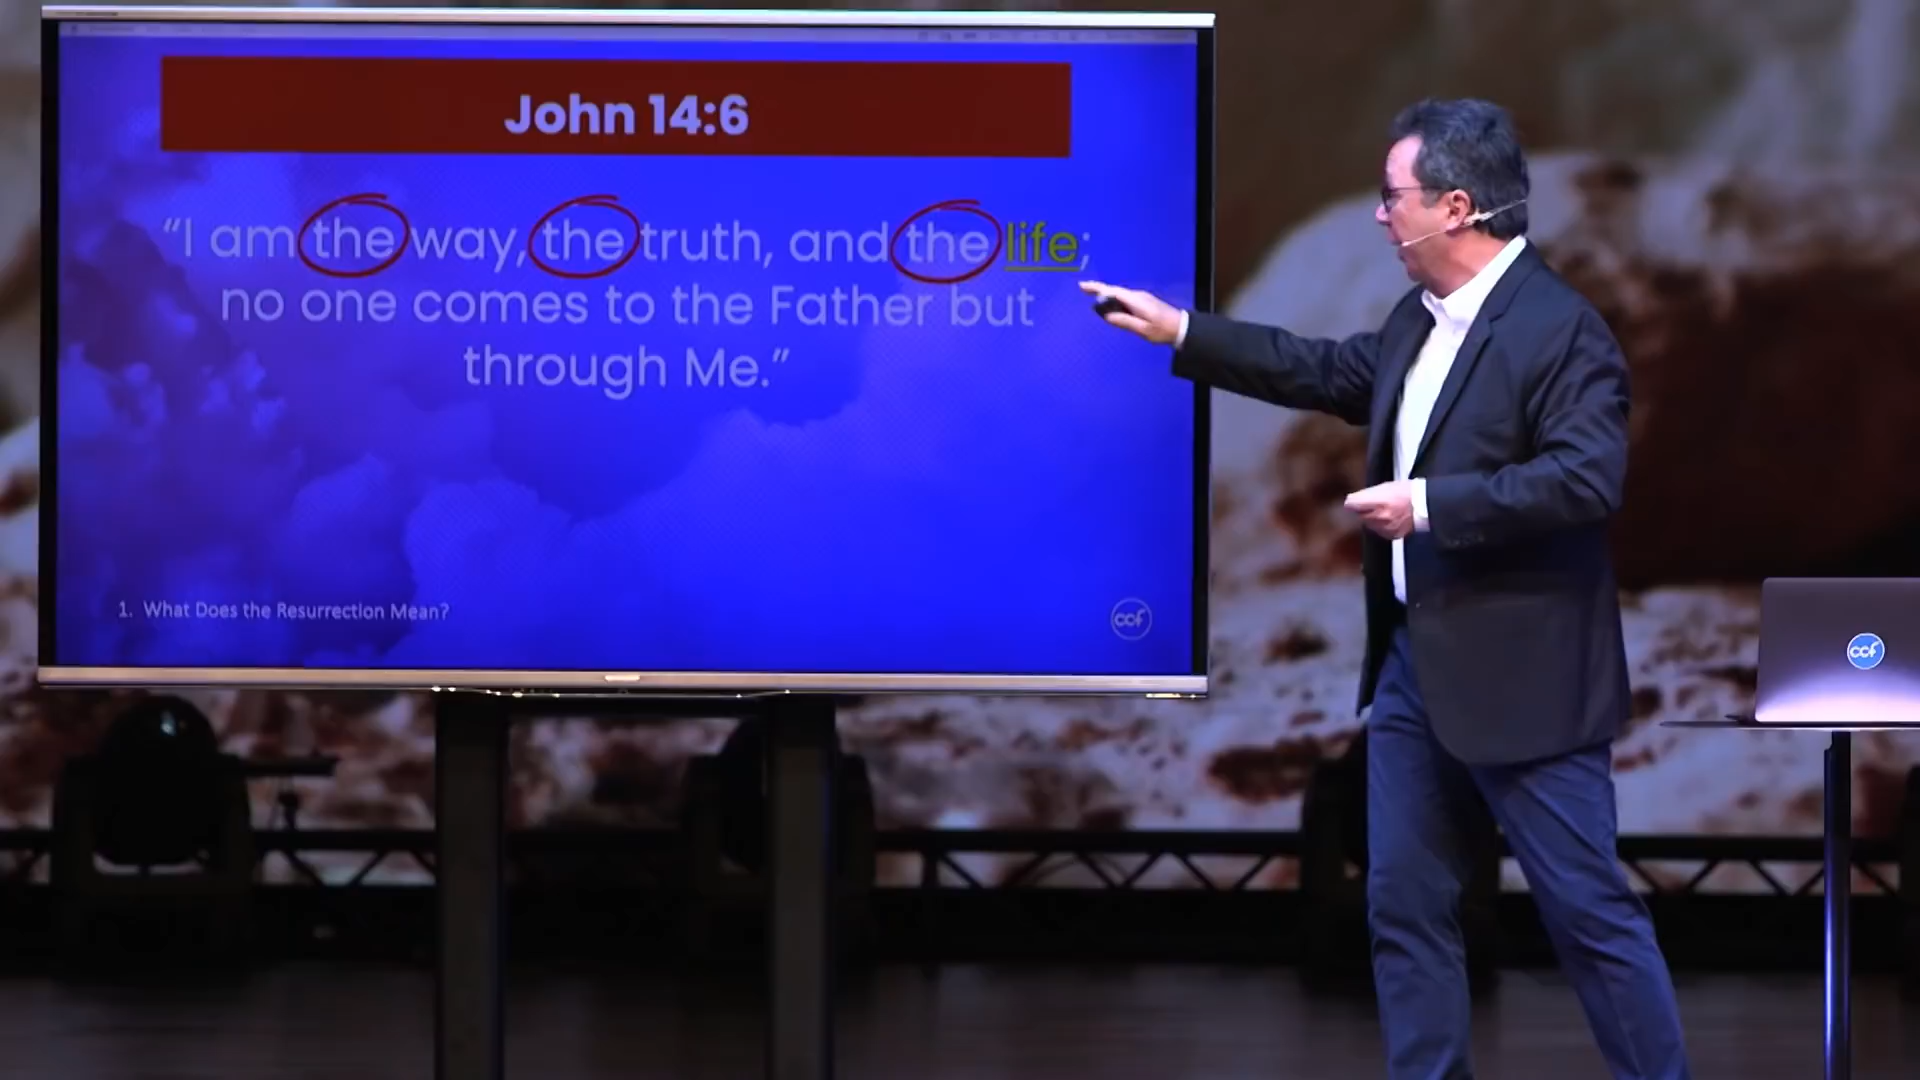 John 14:6
“I am the way, the truth, and the life;
no one comes to the Father but
through Me.”
1. What Does the Resurrection Mean?
ccf
ccf